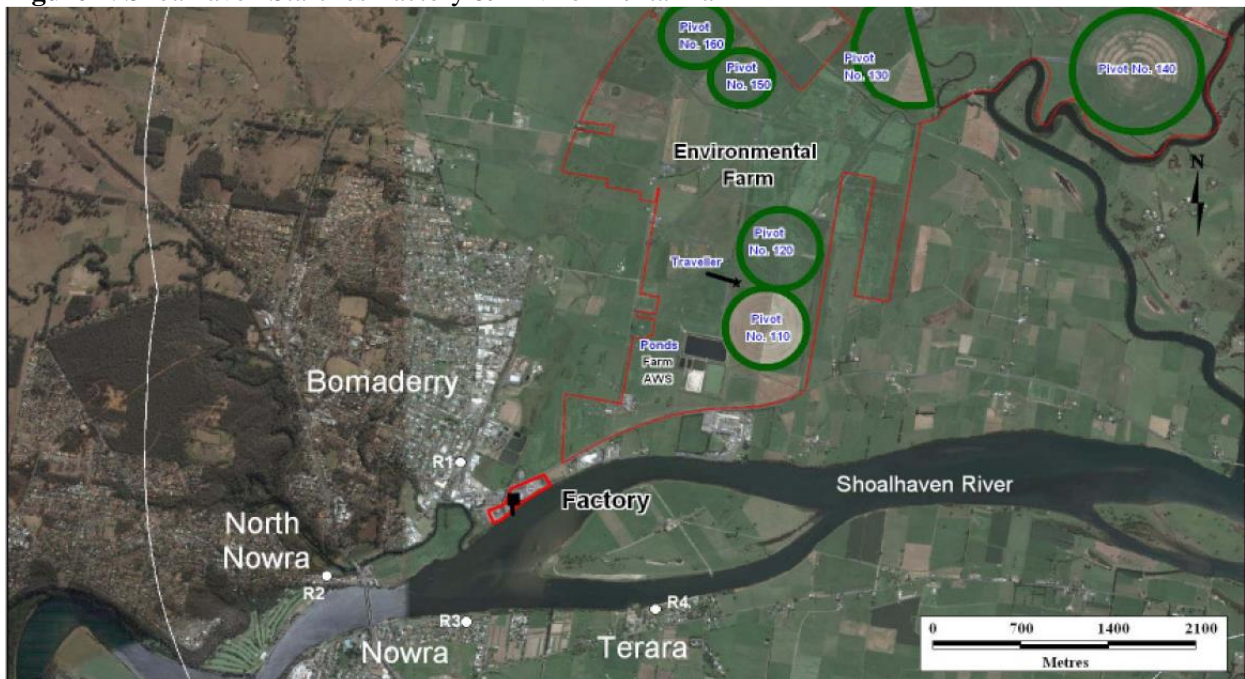 Pivot
No. 160
Pivot
No. 150
Pivot
No. 130
Pivot No. 140
N
Environmental
Farm
Pivot
No. 120
Traveller
Pivot
No. 110
Ponds
Farm
AWS
Bomaderry
R1
Factory
Shoalhaven River
North
Nowra
R2
R3
R4
Nowra
Terara
0 700 1400 2100
Metres